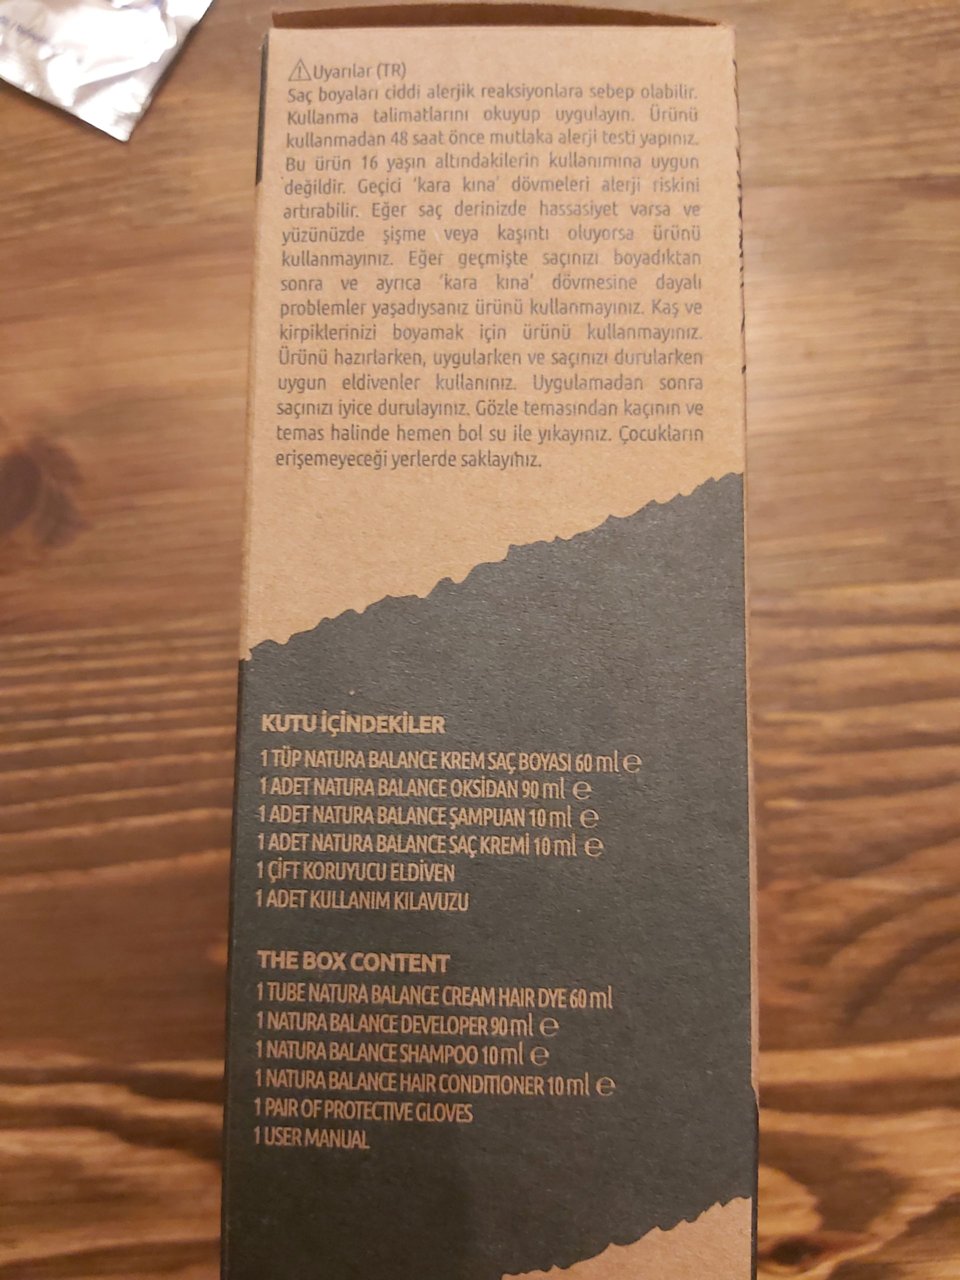 ⚠Uyarılar (TR)
Saç boyaları ciddi alerjik reaksiyonlara sebep olabilir.
Kullanma talimatlarını okuyup uygulayın. Ürünü
kullanmadan 48 saat önce mutlaka alerji testi yapınız.
Bu ürün 16 yaşın altındakilerin kullanımına uygun
değildir. Geçici 'kara kına' dövmeleri alerji riskini
artırabilir. Eğer saç derinizde hassasiyet varsa ve
yüzünüzde şişme veya kaşıntı oluyorsa ürünü
kullanmayınız. Eğer geçmişte saçınızı boyadıktan
sonra ve ayrıca 'kara kına' dövmesine dayalı
problemler yaşadıysanız ürünü kullanmayınız. Kaş ve
kirpiklerinizi boyamak için ürünü kullanmayınız.
Ürünü hazırlarken, uygularken ve saçınızı durularken
uygun eldivenler kullanınız. Uygulamadan sonra
saçınızı iyice durulayınız. Gözle temasından kaçının ve
temas halinde hemen bol su ile yıkayınız. Çocukların
erişemeyeceği yerlerde saklayınız.
KUTU İÇİNDEKİLER
1 TÜP NATURA BALANCE KREM SAÇ BOYASI 60 ml ℮
1 ADET NATURA BALANCE OKSİDAN 90 ml ℮
1 ADET NATURA BALANCE ŞAMPUAN 10 ml ℮
1 ADET NATURA BALANCE SAÇ KREMİ 10 ml ℮
1 ÇİFT KORUYUCU ELDİVEN
1 ADET KULLANIM KILAVUZU
THE BOX CONTENT
1 TUBE NATURA BALANCE CREAM HAIR DYE 60 ml
1 NATURA BALANCE DEVELOPER 90 ml ℮
1 NATURA BALANCE SHAMPOO 10 ml ℮
1 NATURA BALANCE HAIR CONDITIONER 10 ml ℮
1 PAIR OF PROTECTIVE GLOVES
1 USER MANUAL